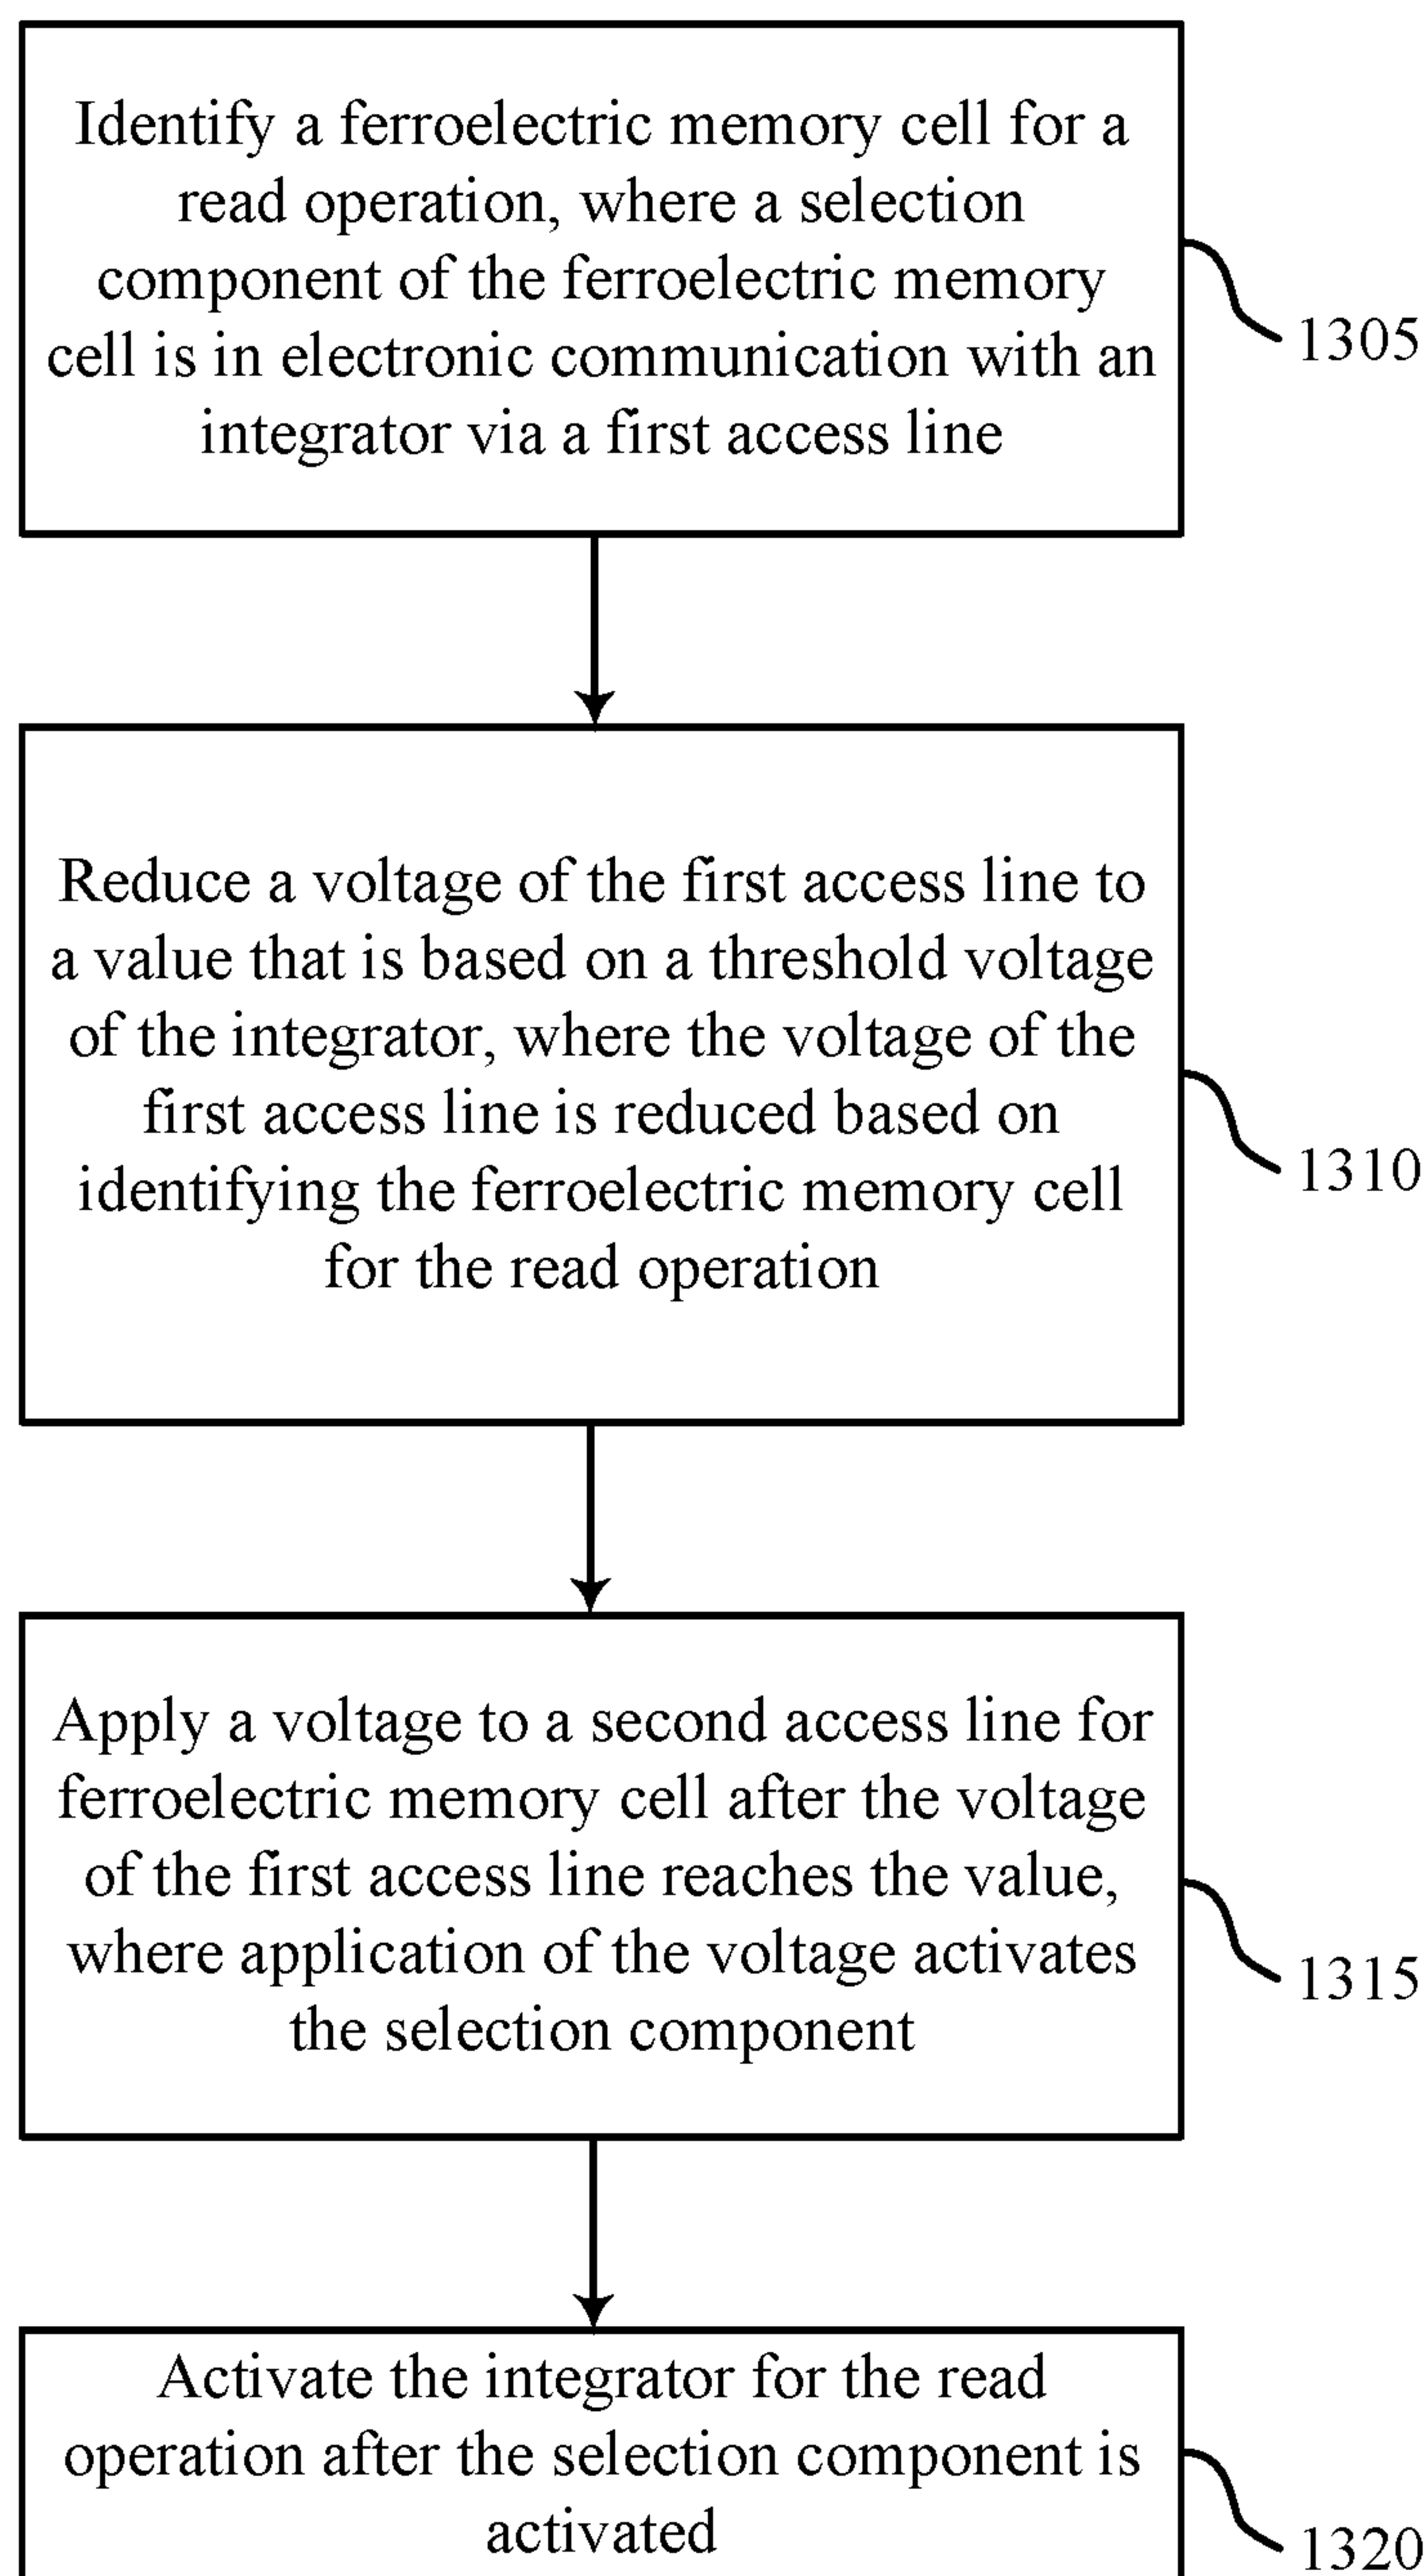 Identify a ferroelectric memory cell for a
read operation, where a selection
component of the ferroelectric memory
cell is in electronic communication with an
integrator via a first access line
1305
Reduce a voltage of the first access line to
a value that is based on a threshold voltage
of the integrator, where the voltage of the
first access line is reduced based on
identifying the ferroelectric memory cell
for the read operation
1310
Apply a voltage to a second access line for
ferroelectric memory cell after the voltage
of the first access line reaches the value,
where application of the voltage activates
the selection component
1315
Activate the integrator for the read
operation after the selection component is
activated
1320